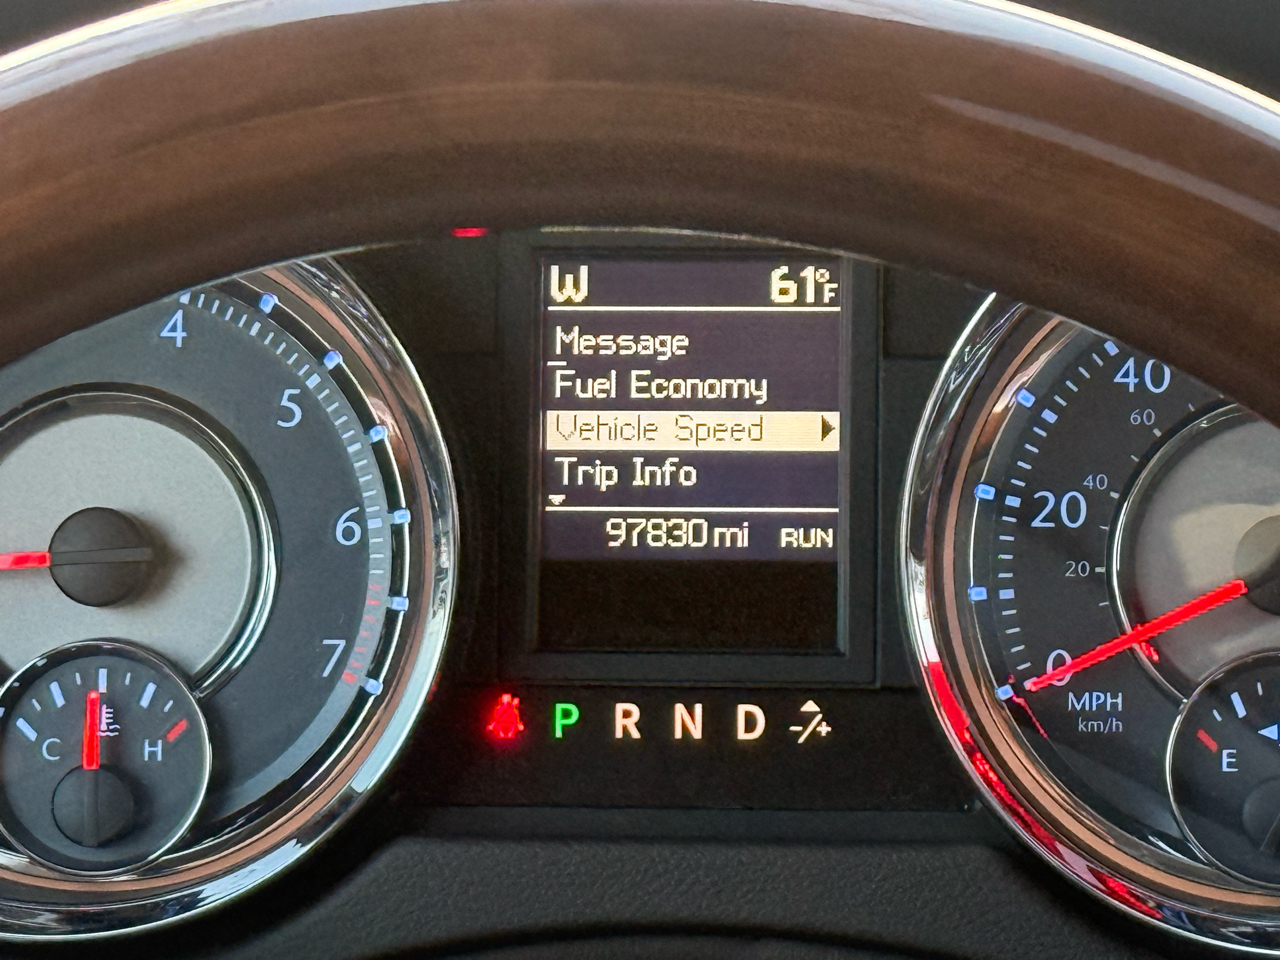 W 61°F
Message
Fuel Economy
Vehicle Speed
Trip Info
97830 mi RUN
P R N D -/+
4
5
6
7
C H
40
60
40
20
20
0
MPH
km/h
E